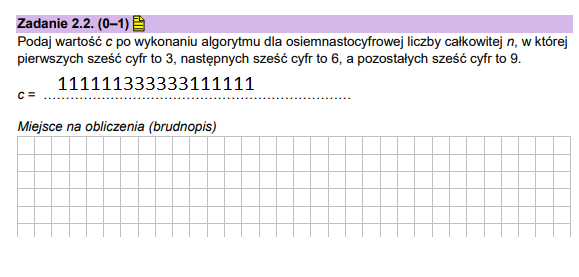 Zadanie 2.2. (0–1)
Podaj wartość c po wykonaniu algorytmu dla osiemnastocyfrowej liczby całkowitej n, w której
pierwszych sześć cyfr to 3, następnych sześć cyfr to 6, a pozostałych sześć cyfr to 9.
111111333333111111
c = ....................................................................
Miejsce na obliczenia (brudnopis)